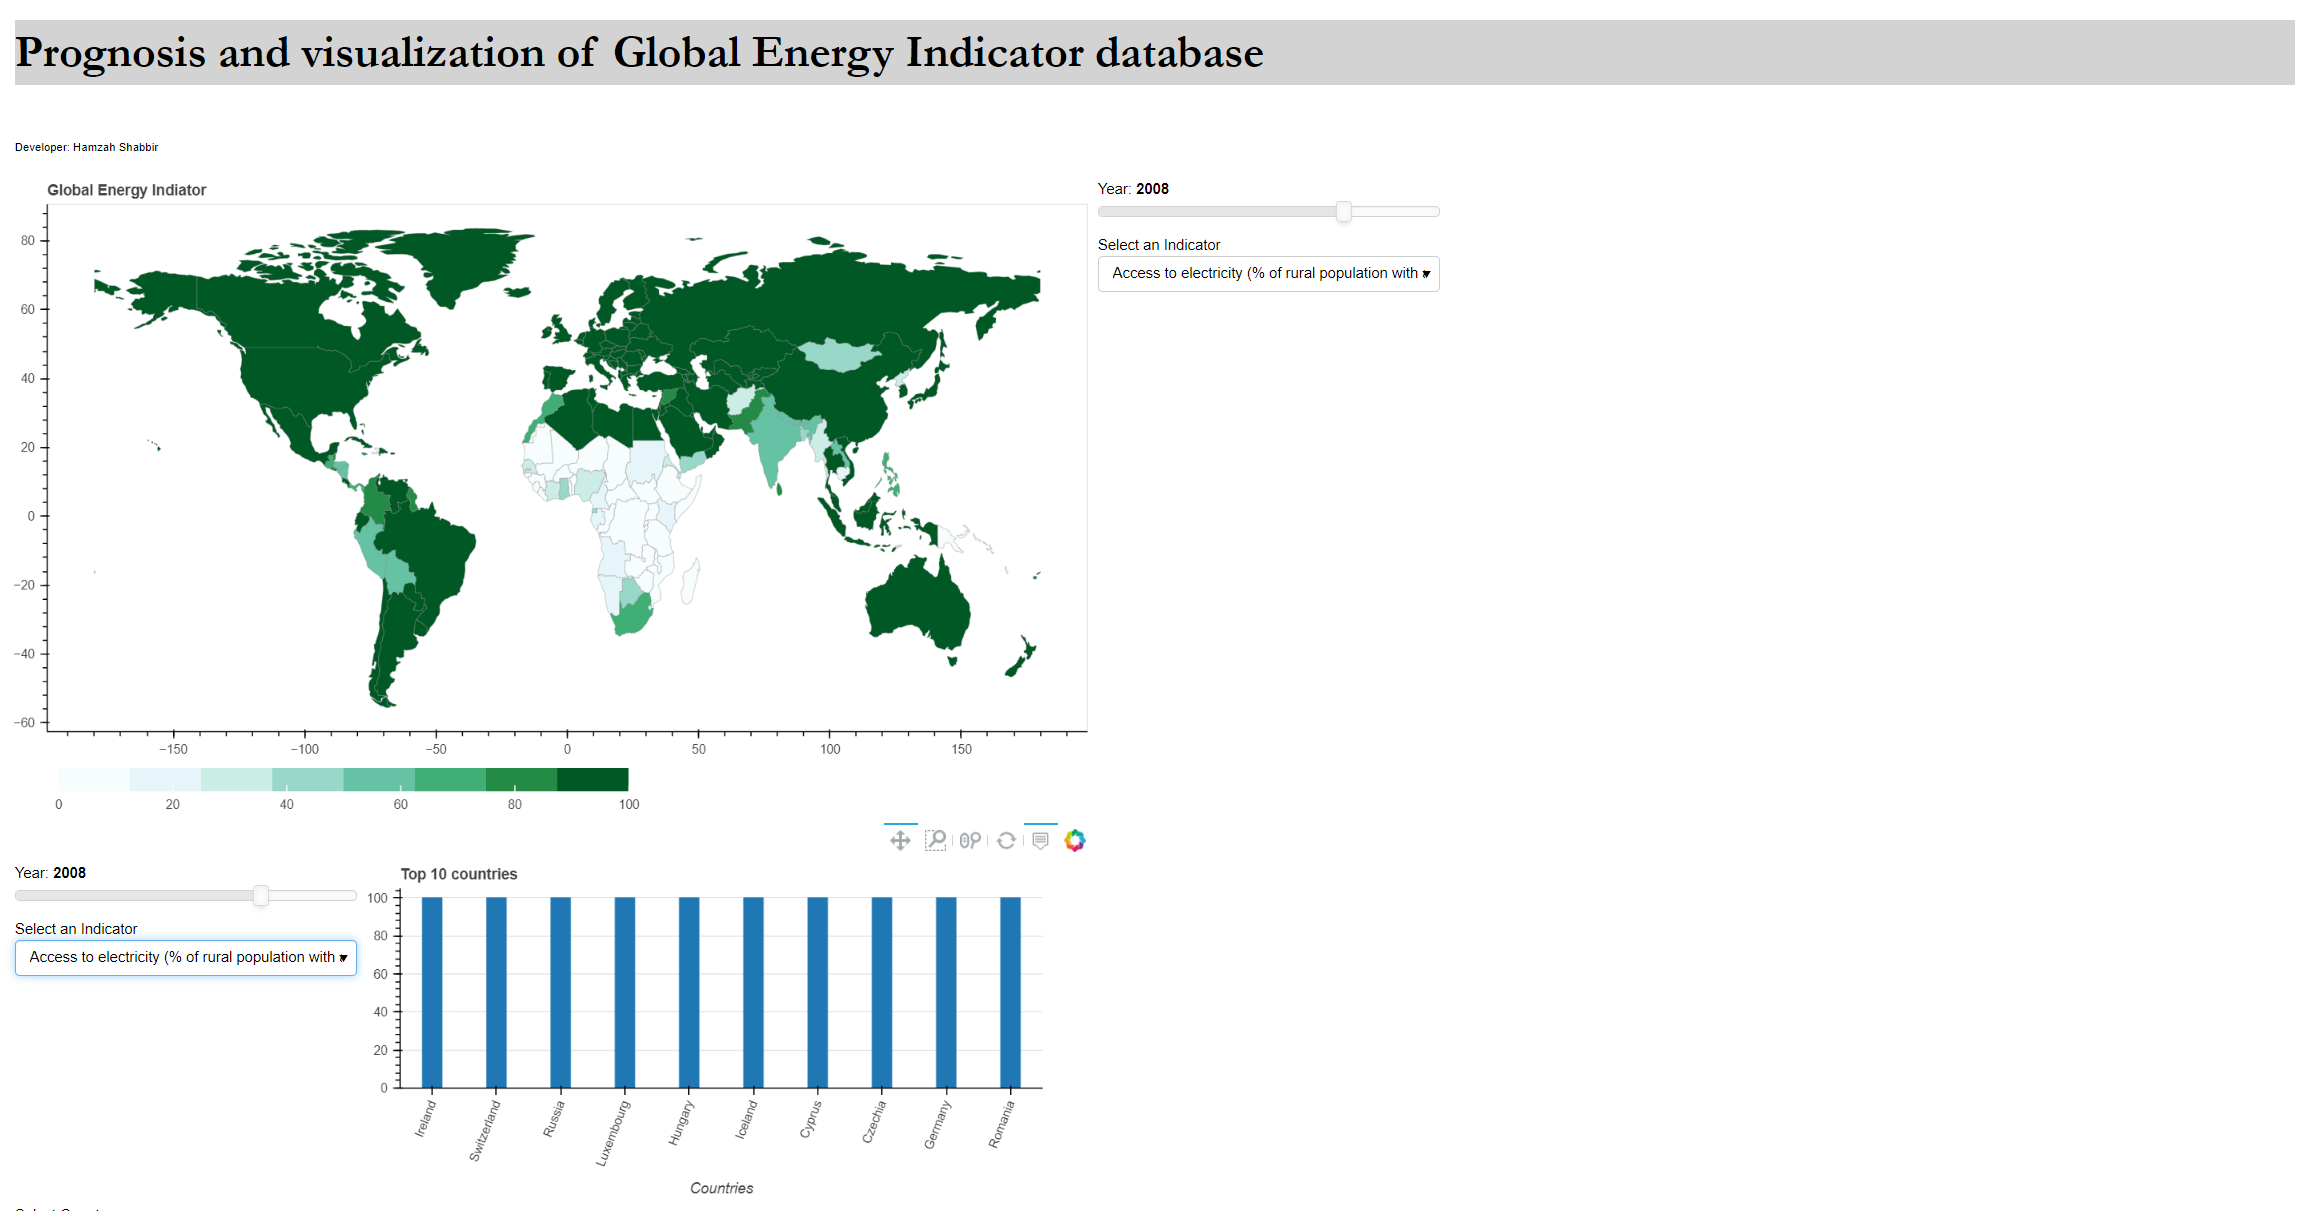 Prognosis and visualization of Global Energy Indicator database
Developer: Hamzah Shabbir
Global Energy Indiator
80
60
40
20
0
−20
−40
−60
−150
−100
−50
0
50
100
150
0
20
40
60
80
100
Year: 2008
Select an Indicator
Access to electricity (% of rural population with
Year: 2008
Select an Indicator
Access to electricity (% of rural population with
Top 10 countries
100
80
60
40
20
0
Ireland
Switzerland
Russia
Luxembourg
Hungary
Iceland
Cyprus
Czechia
Germany
Romania
Countries